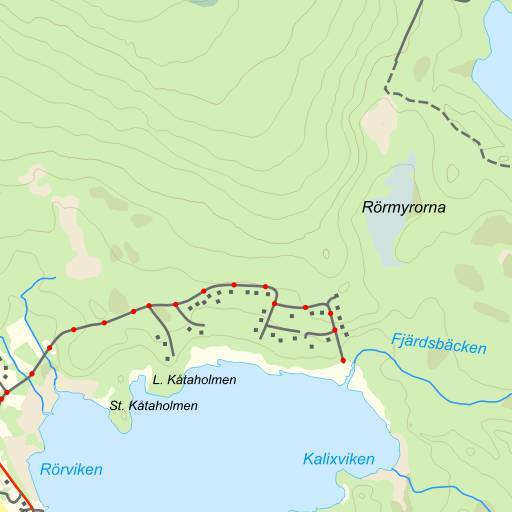 Rörmyrorna
Fjärdsbäcken
L. Kåtaholmen
St. Kåtaholmen
Kalixviken
Rörviken